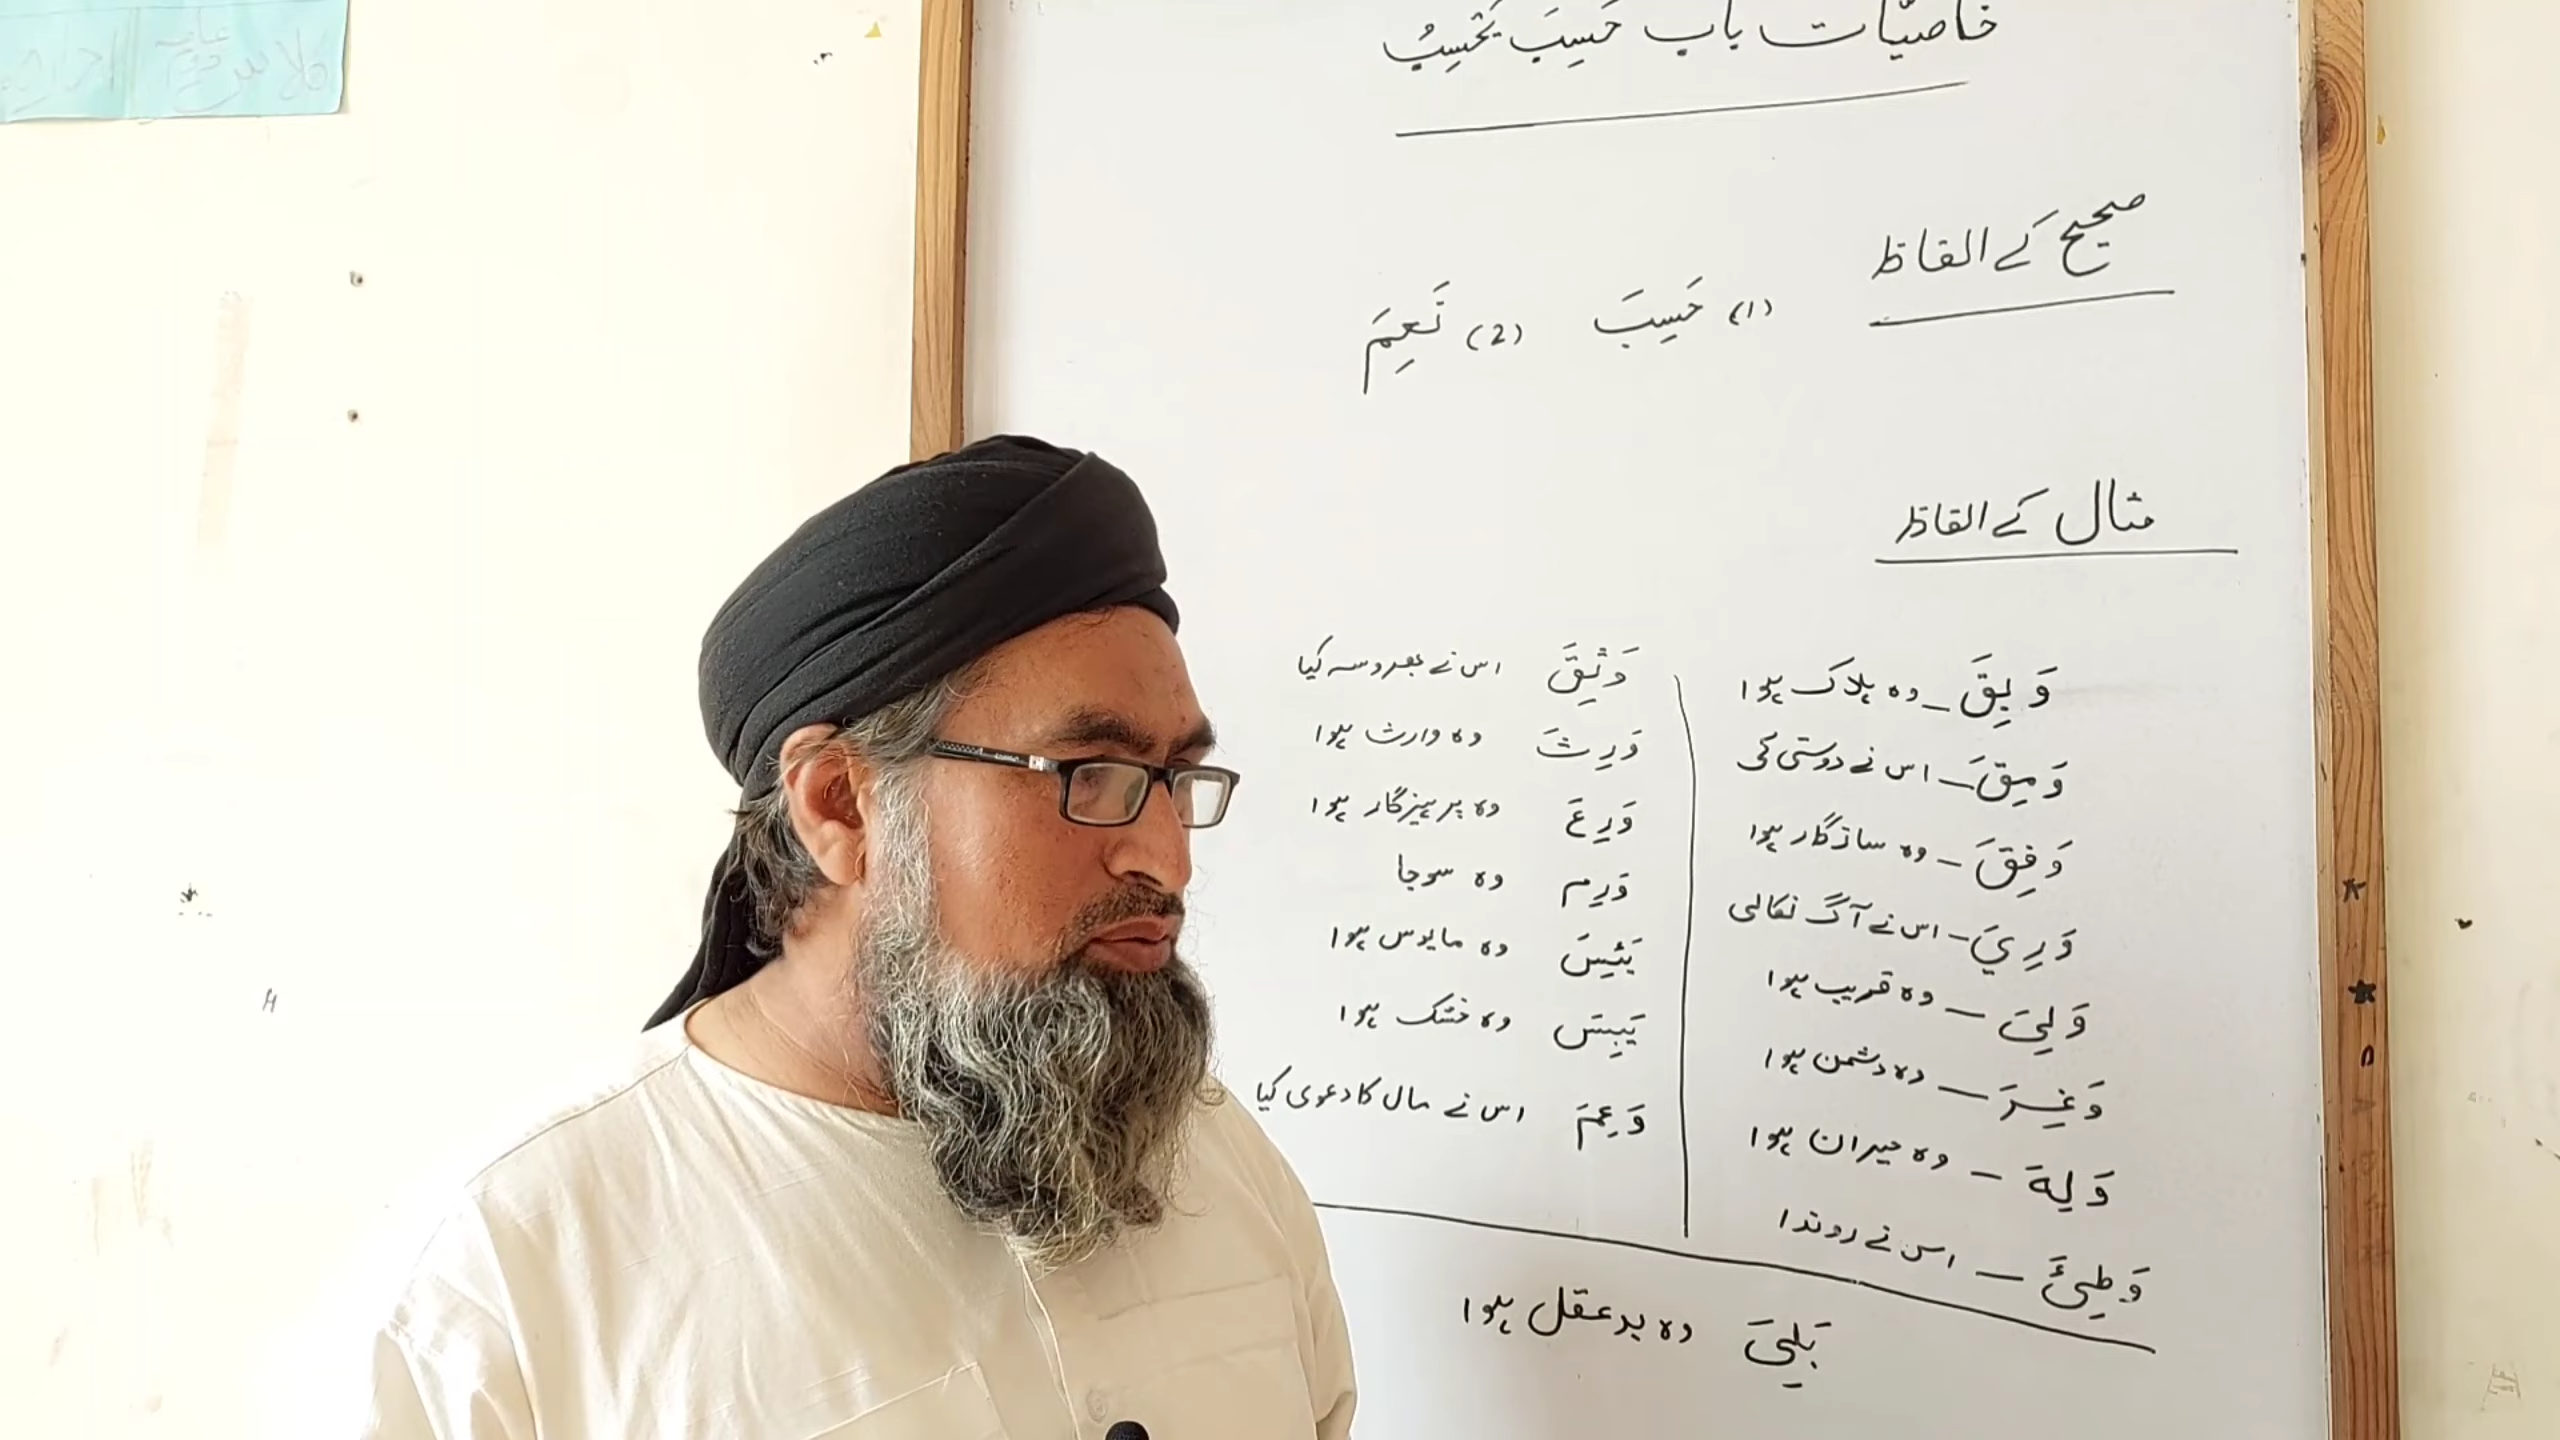 خاصیّات باب حَسِبَ یَحْسِبُ
صحیح کے الفاظ
(1) حَسِبَ (2) نَعِمَ
مثال کے الفاظ
وَبِقَ – وہ ہلاک ہوا
وَمِقَ – اس نے دوستی کی
وَفِقَ – وہ سازگار ہوا
وَرِيَ – اس نے آگ نکالی
وَلِیَ – وہ قریب ہوا
وَغِرَ – وہ دشمن ہوا
وَلِهَ – وہ حیران ہوا
وَطِئَ – اس نے روندا
وَثِقَ اس نے بھروسہ کیا
وَرِثَ وہ وارث ہوا
وَرِعَ وہ پرہیزگار ہوا
وَرِم وہ سوجا
یَئِسَ وہ مایوس ہوا
یَبِسَ وہ خشک ہوا
وَعِمَ اس نے مال کا دعوی کیا
بَلِیَ وہ بدعقل ہوا